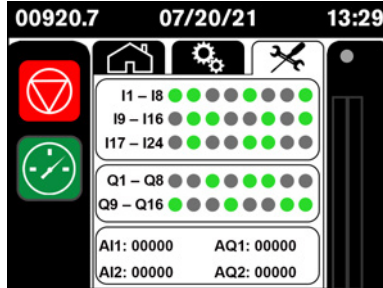 00920.7 07/20/21 13:29
I1 – I8
I9 – I16
I17 – I24
Q1 – Q8
Q9 – Q16
AI1: 00000 AQ1: 00000
AI2: 00000 AQ2: 00000